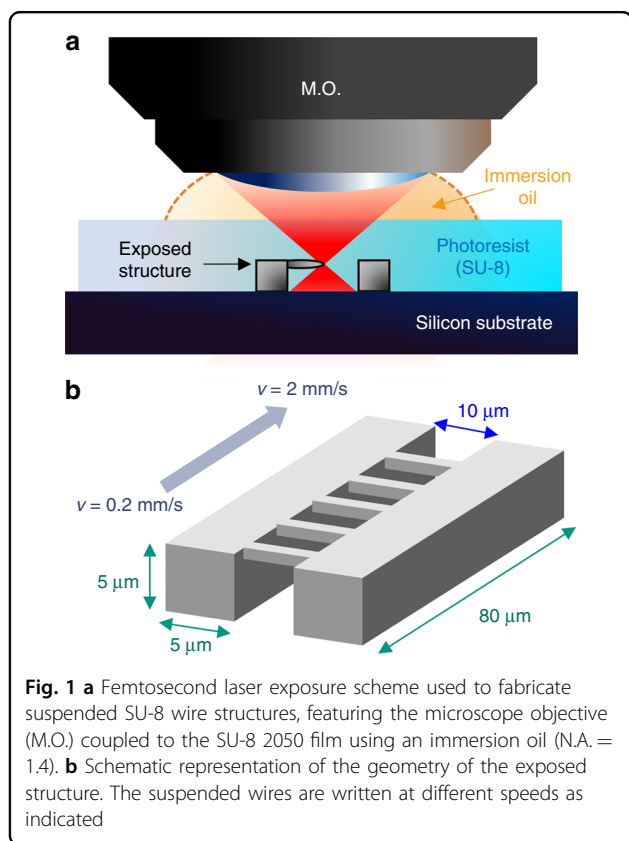 a
M.O.
Immersion
oil
Exposed
structure
Photoresist
(SU-8)
Silicon substrate
b
v = 2 mm/s
10 μm
v = 0.2 mm/s
5 μm
5 μm
80 μm
Fig. 1 a Femtosecond laser exposure scheme used to fabricate
suspended SU-8 wire structures, featuring the microscope objective
(M.O.) coupled to the SU-8 2050 film using an immersion oil (N.A. =
1.4). b Schematic representation of the geometry of the exposed
structure. The suspended wires are written at different speeds as
indicated